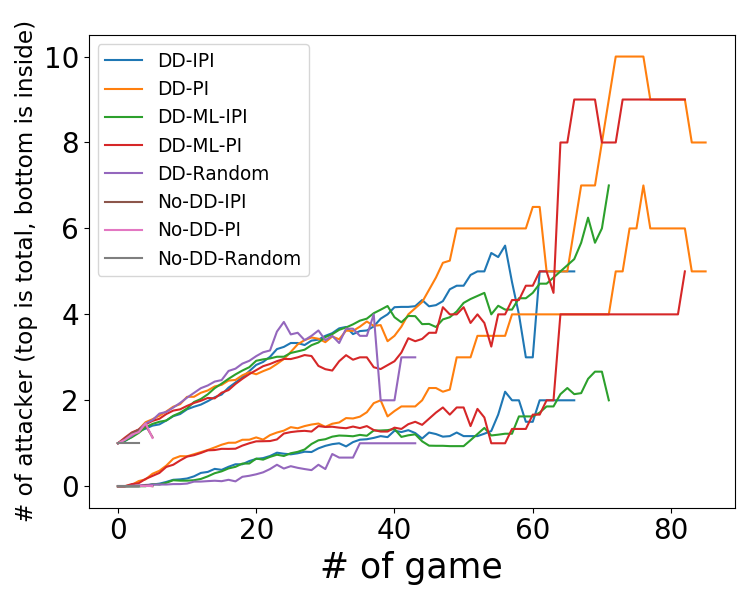 # of attacker (top is total, bottom is inside)
10
8
6
4
2
0
DD-IPI
DD-PI
DD-ML-IPI
DD-ML-PI
DD-Random
No-DD-IPI
No-DD-PI
No-DD-Random
0 20 40 60 80
# of game